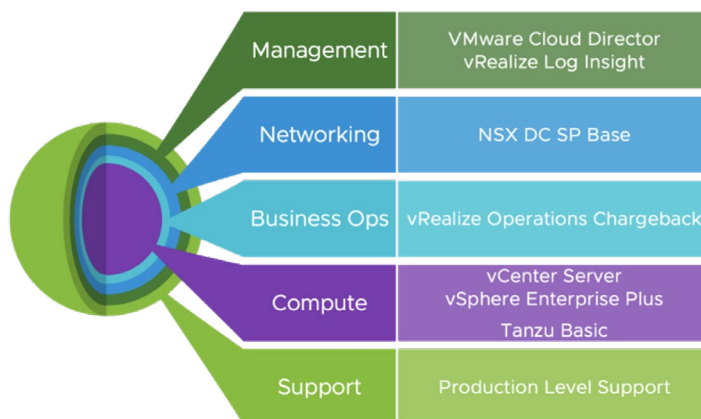 Management
VMware Cloud Director
vRealize Log Insight
Networking
NSX DC SP Base
Business Ops
vRealize Operations Chargeback
Compute
vCenter Server
vSphere Enterprise Plus
Tanzu Basic
Support
Production Level Support